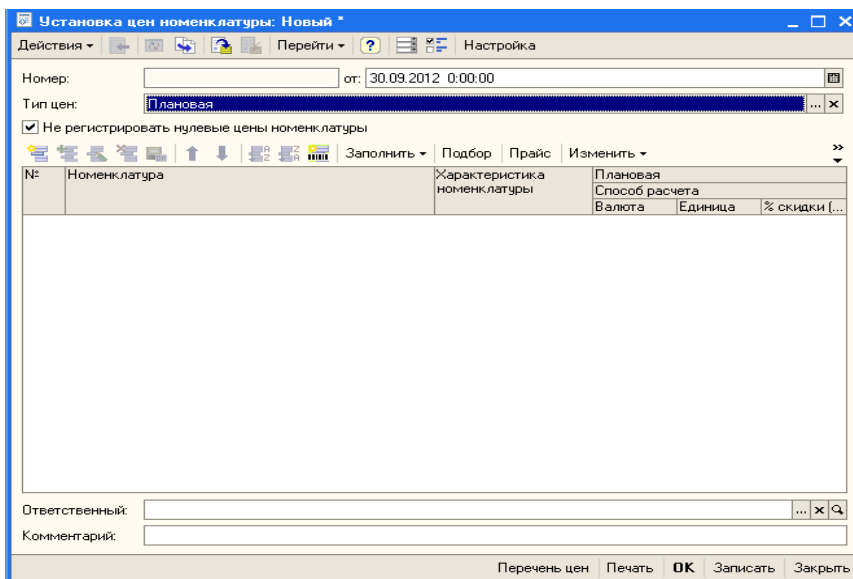 Установка цен номенклатуры: Новый *
Действия Перейти ? Настройка
Номер: от: 30.09.2012 0:00:00
Тип цен: Плановая ... x
Не регистрировать нулевые цены номенклатуры
Заполнить Подбор Прайс Изменить
№ Номенклатура Характеристика номенклатуры Плановая
Способ расчета
Валюта Единица % скидки (...
Ответственный: ... x
Комментарий:
Перечень цен Печать OK Записать Закрыть